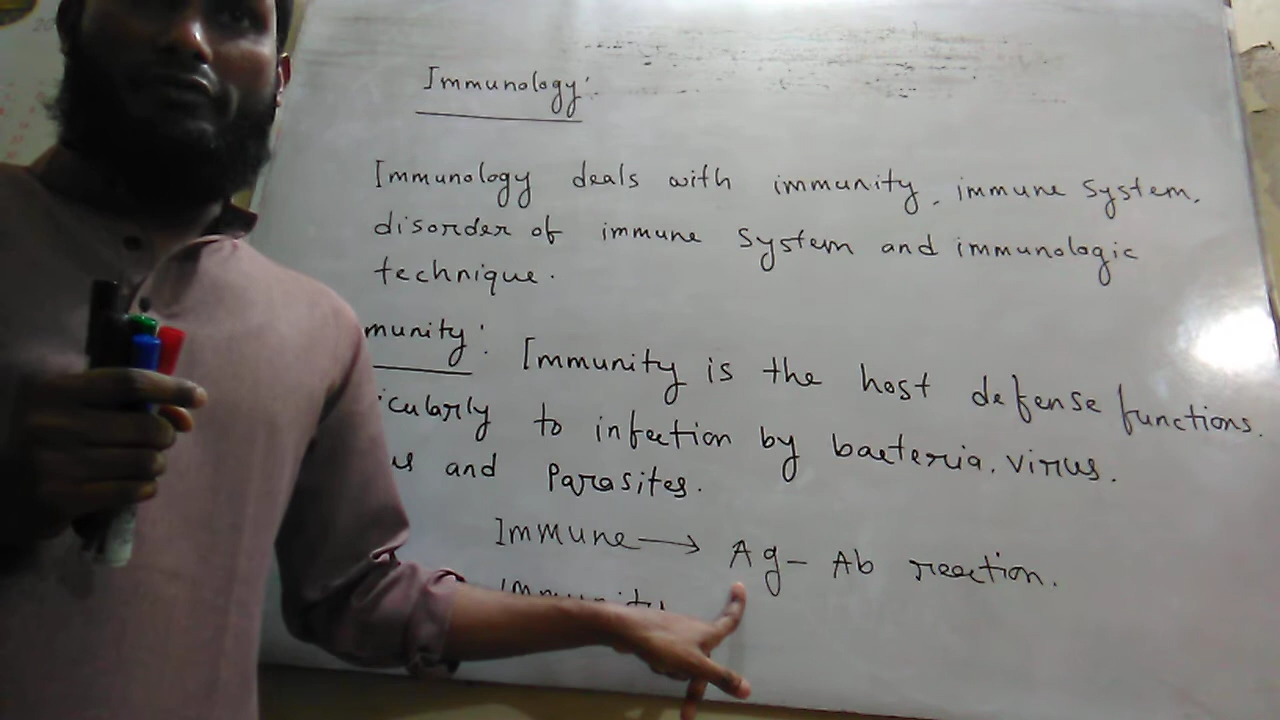 Immunology:
Immunology deals with immunity, immune system,
disorder of immune system and immunologic
technique.
munity: Immunity is the host defense functions.
icularly to infection by bacteria, virus.
and Parasites.
Immune → Ag - Ab reaction.
Immunity